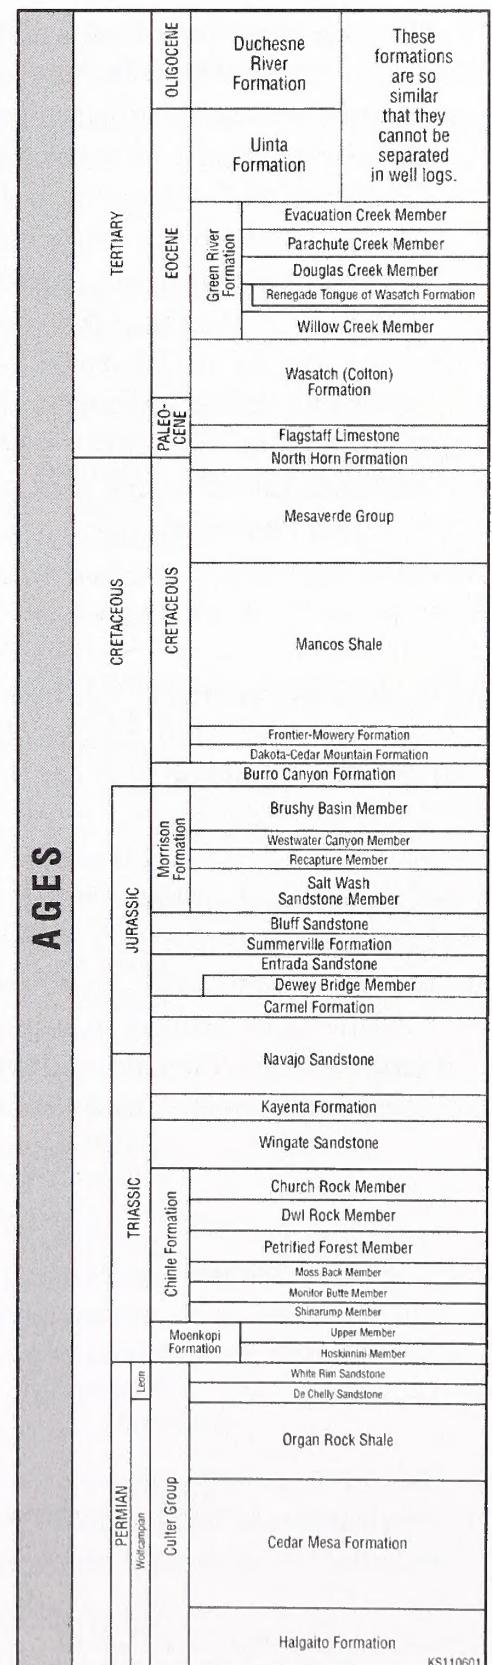 AGES
TERTIARY
OLIGOCENE
Duchesne
River
Formation
These
formations
are so
similar
that they
cannot be
separated
in well logs.
EOCENE
Uinta
Formation
Green River
Formation
Evacuation Creek Member
Parachute Creek Member
Douglas Creek Member
Renegade Tongue of Wasatch Formation
Willow Creek Member
Wasatch (Colton)
Formation
PALEO-
CENE
Flagstaff Limestone
North Horn Formation
CRETACEOUS
CRETACEOUS
Mesaverde Group
Mancos Shale
Frontier-Mowery Formation
Dakota-Cedar Mountain Formation
Burro Canyon Formation
JURASSIC
Morrison
Formation
Brushy Basin Member
Westwater Canyon Member
Recapture Member
Salt Wash
Sandstone Member
Bluff Sandstone
Summerville Formation
Entrada Sandstone
Dewey Bridge Member
Carmel Formation
Navajo Sandstone
TRIASSIC
Kayenta Formation
Wingate Sandstone
Chinle Formation
Church Rock Member
Dwl Rock Member
Petrified Forest Member
Moss Back Member
Monitor Butte Member
Shinarump Member
Moenkopi
Formation
Upper Member
Hoskinnini Member
PERMIAN
Leon
Wolfcampian
Culter Group
White Rim Sandstone
De Chelly Sandstone
Organ Rock Shale
Cedar Mesa Formation
Halgaito Formation
KS110601